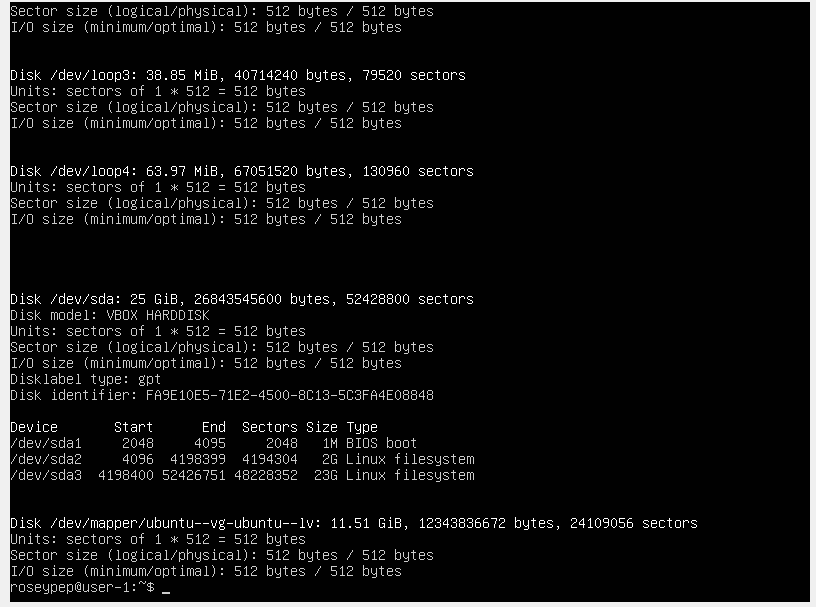 Sector size (logical/physical): 512 bytes / 512 bytes
I/O size (minimum/optimal): 512 bytes / 512 bytes
Disk /dev/loop3: 38.85 MiB, 40714240 bytes, 79520 sectors
Units: sectors of 1 * 512 = 512 bytes
Sector size (logical/physical): 512 bytes / 512 bytes
I/O size (minimum/optimal): 512 bytes / 512 bytes
Disk /dev/loop4: 63.97 MiB, 67051520 bytes, 130960 sectors
Units: sectors of 1 * 512 = 512 bytes
Sector size (logical/physical): 512 bytes / 512 bytes
I/O size (minimum/optimal): 512 bytes / 512 bytes
Disk /dev/sda: 25 GiB, 26843545600 bytes, 52428800 sectors
Disk model: VBOX HARDDISK
Units: sectors of 1 * 512 = 512 bytes
Sector size (logical/physical): 512 bytes / 512 bytes
I/O size (minimum/optimal): 512 bytes / 512 bytes
Disklabel type: gpt
Disk identifier: FA9E10E5-71E2-4500-8C13-5C3FA4E08848
Device       Start      End  Sectors Size Type
/dev/sda1     2048     4095     2048   1M BIOS boot
/dev/sda2     4096  4198399  4194304   2G Linux filesystem
/dev/sda3  4198400 52426751 48228352  23G Linux filesystem
Disk /dev/mapper/ubuntu--vg-ubuntu--lv: 11.51 GiB, 12343836672 bytes, 24109056 sectors
Units: sectors of 1 * 512 = 512 bytes
Sector size (logical/physical): 512 bytes / 512 bytes
I/O size (minimum/optimal): 512 bytes / 512 bytes
roseypep@user-1:~$ _